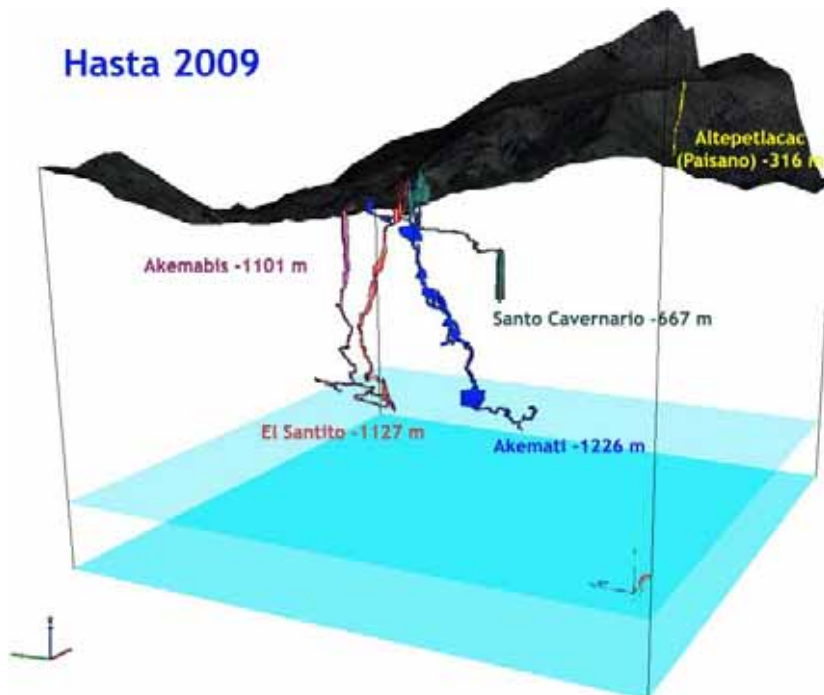 Hasta 2009
Altepetlacac
(Paisano) -316 m
Akemabis -1101 m
Santo Cavernario -667 m
El Santito -1127 m
Akemati -1226 m